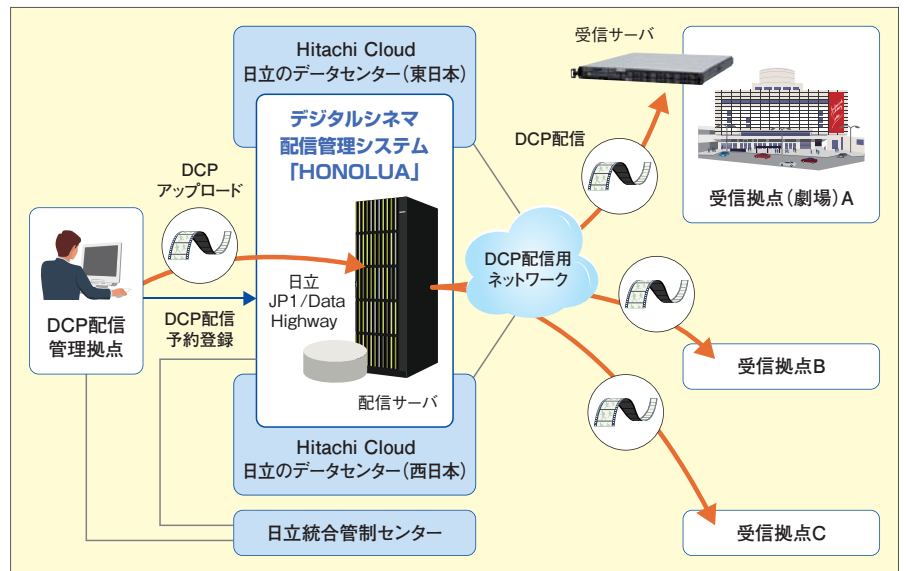 Hitachi Cloud
日立のデータセンター(東日本)
デジタルシネマ
配信管理システム
「HONOLUA」
DCP
アップロード
DCP配信
管理拠点
DCP配信
予約登録
日立
JP1/Data
Highway
配信サーバ
Hitachi Cloud
日立のデータセンター(西日本)
日立統合管制センター
DCP配信用
ネットワーク
DCP配信
受信サーバ
受信拠点(劇場)A
受信拠点B
受信拠点C